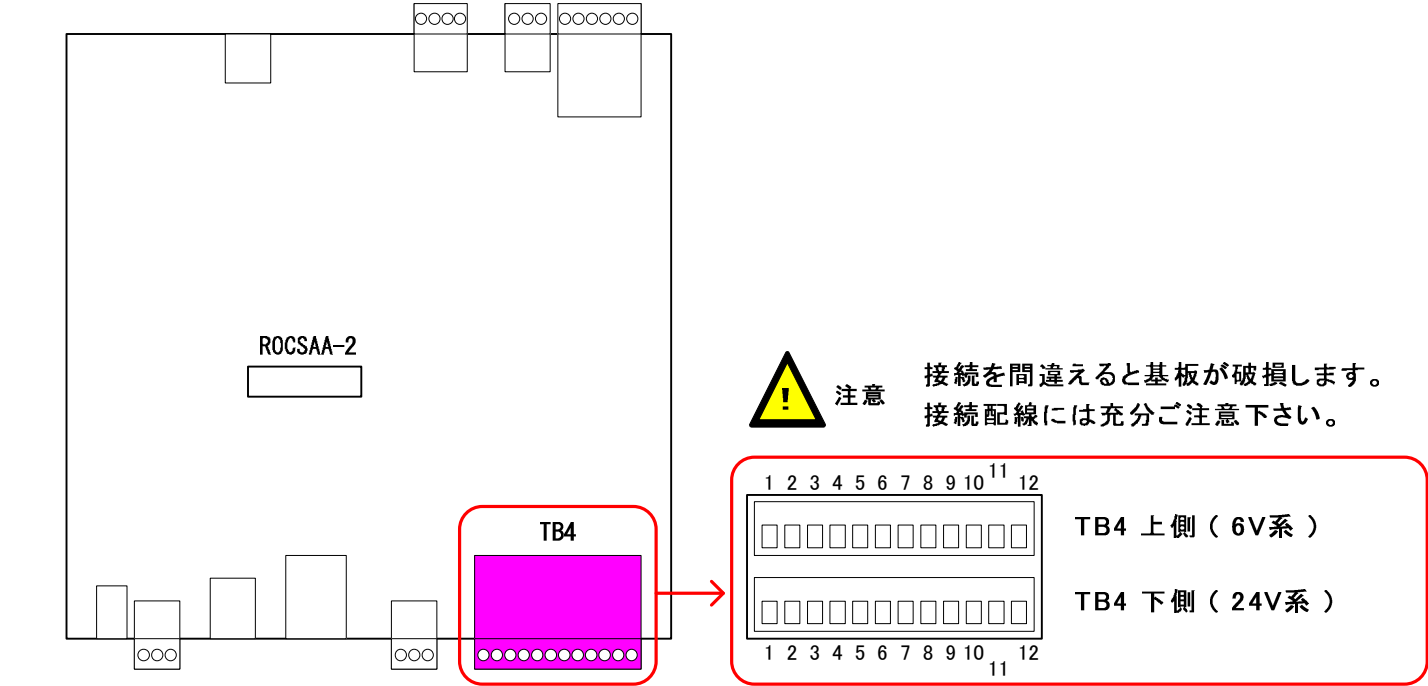 ROCSAA-2
TB4
! 注意
接続を間違えると基板が破損します。
接続配線には充分ご注意下さい。
1 2 3 4 5 6 7 8 9 10 11 12
TB4 上側 ( 6V系 )
TB4 下側 ( 24V系 )
1 2 3 4 5 6 7 8 9 10 11 12